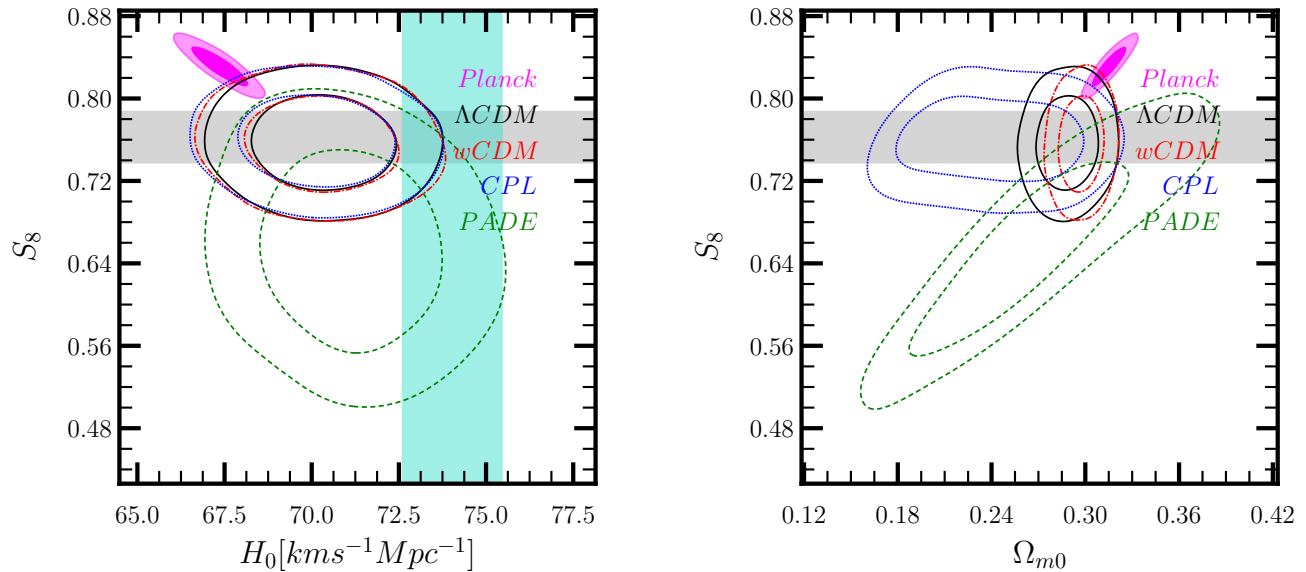 0.88
0.80
0.72
0.64
0.56
0.48
S₈
65.0 67.5 70.0 72.5 75.0 77.5
H₀[kms⁻¹Mpc⁻¹]
Planck
ΛCDM
wCDM
CPL
PADE
0.88
0.80
0.72
0.64
0.56
0.48
S₈
0.12 0.18 0.24 0.30 0.36 0.42
Ωₘ₀
Planck
ΛCDM
wCDM
CPL
PADE